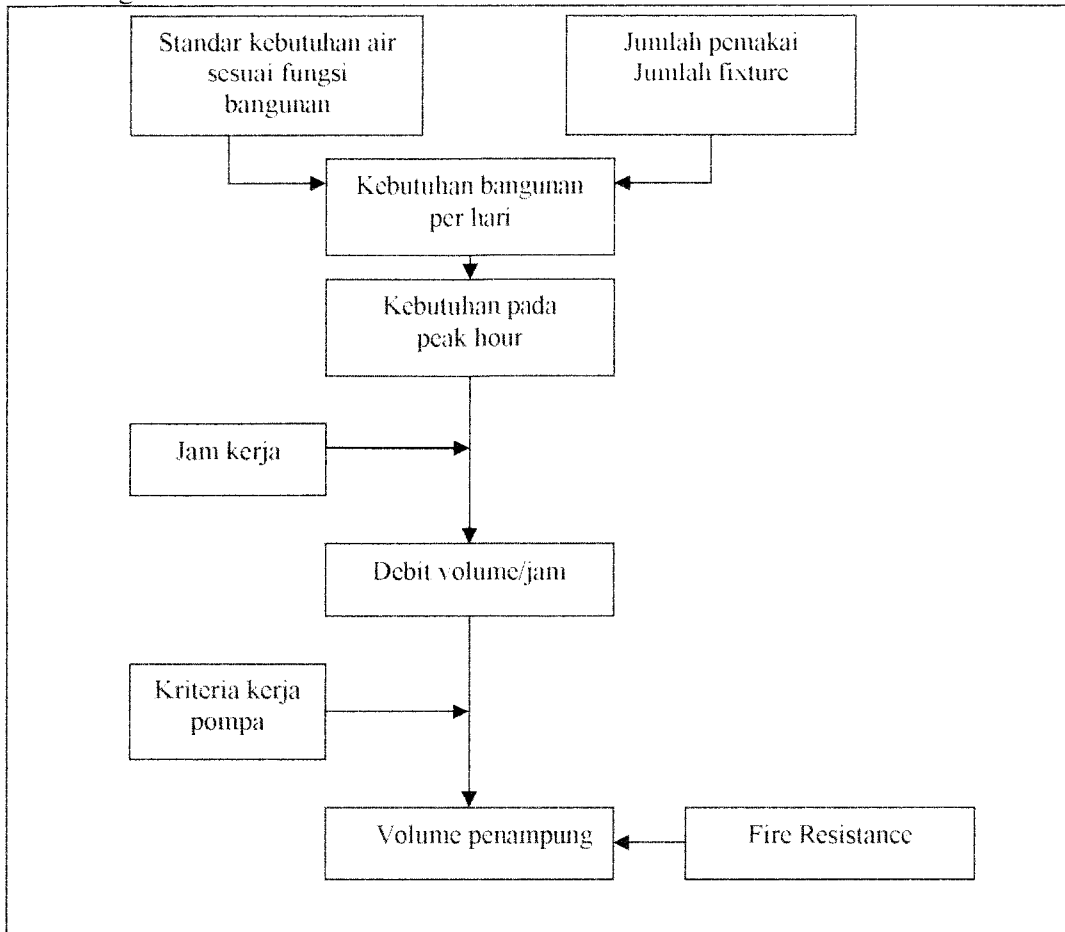 Standar kebutuhan air
sesuai fungsi
bangunan
Jumlah pemakai
Jumlah fixture
Kebutuhan bangunan
per hari
Kebutuhan pada
peak hour
Jam kerja
Debit volume/jam
Kriteria kerja
pompa
Volume penampung
Fire Resistance